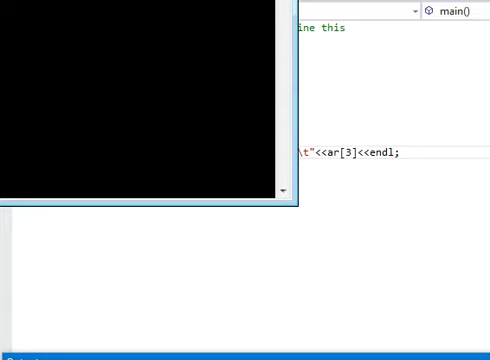 main()
ine this
\t"<<ar[3]<<endl;